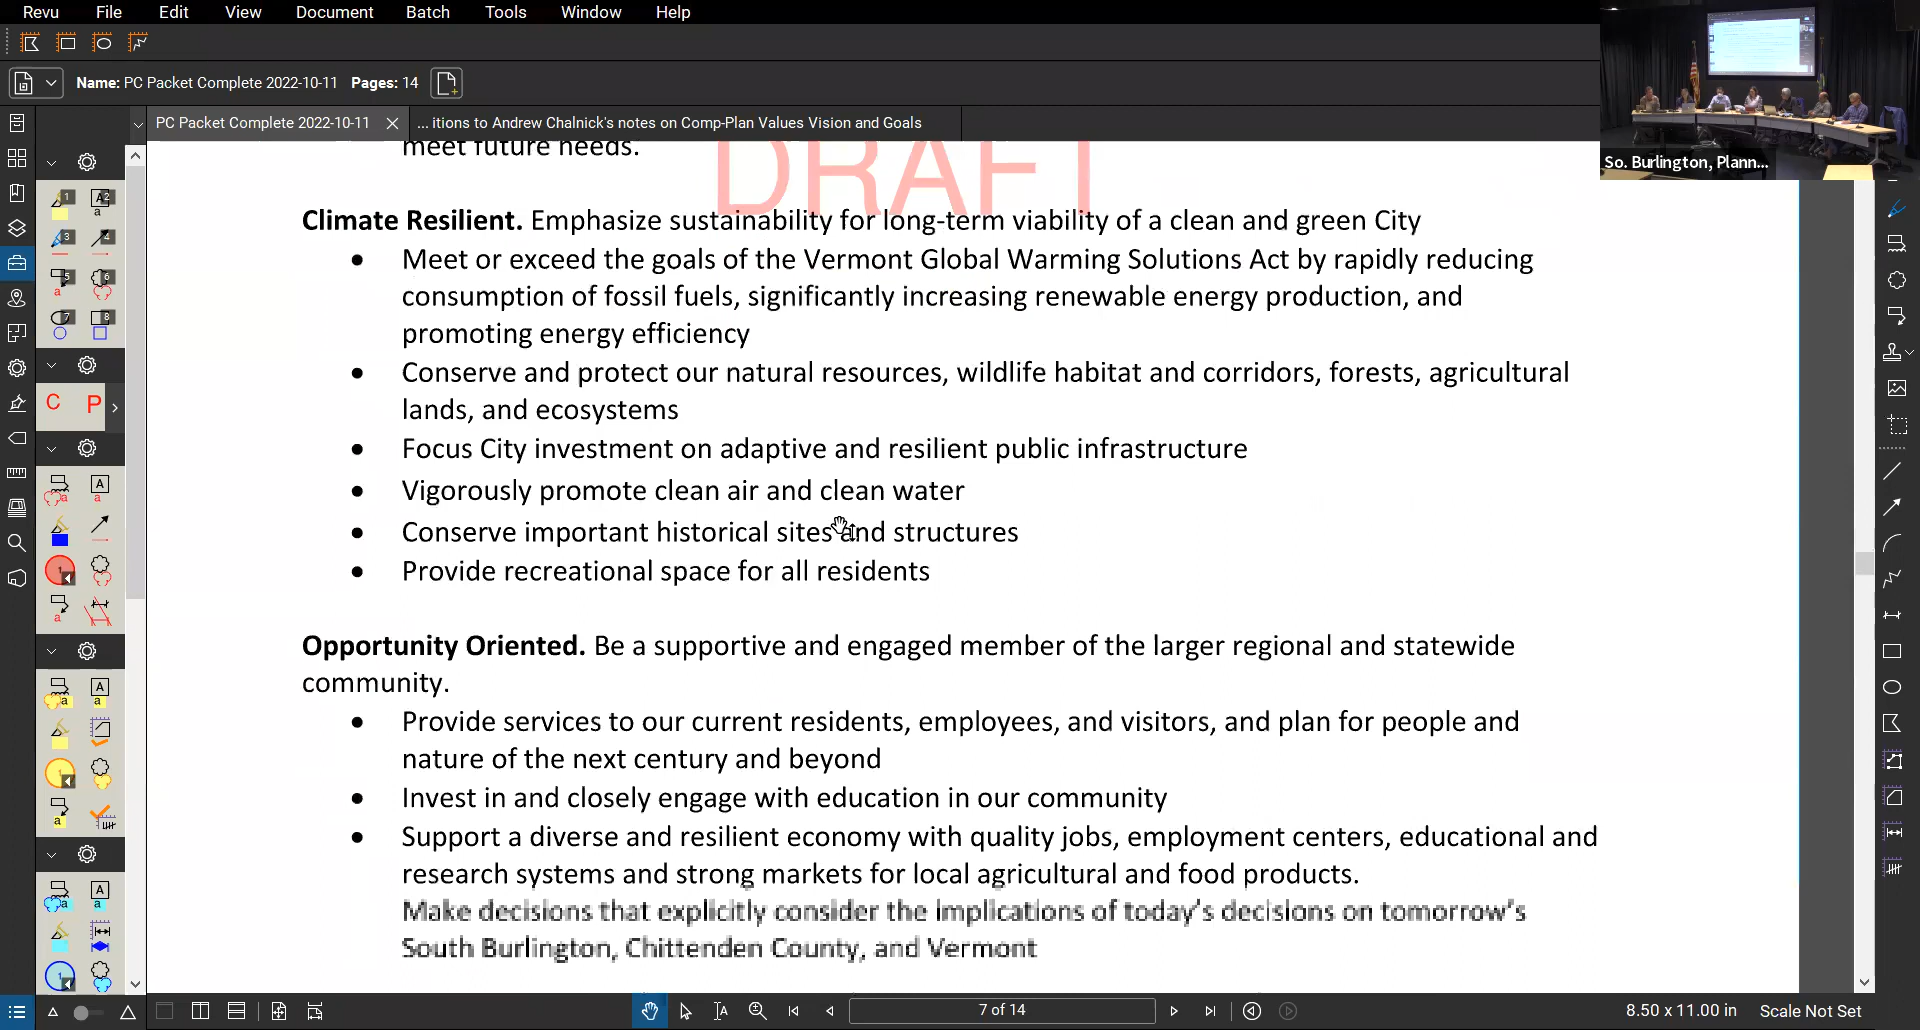 Revu File Edit View Document Batch Tools Window Help
Name: PC Packet Complete 2022-10-11 Pages: 14
PC Packet Complete 2022-10-11
... itions to Andrew Chalnick's notes on Comp-Plan Values Vision and Goals
So. Burlington, Plann...
meet future needs.
DRAFT
Climate Resilient. Emphasize sustainability for long-term viability of a clean and green City
• Meet or exceed the goals of the Vermont Global Warming Solutions Act by rapidly reducing
consumption of fossil fuels, significantly increasing renewable energy production, and
promoting energy efficiency
• Conserve and protect our natural resources, wildlife habitat and corridors, forests, agricultural
lands, and ecosystems
• Focus City investment on adaptive and resilient public infrastructure
• Vigorously promote clean air and clean water
• Conserve important historical sites and structures
• Provide recreational space for all residents
Opportunity Oriented. Be a supportive and engaged member of the larger regional and statewide
community.
• Provide services to our current residents, employees, and visitors, and plan for people and
nature of the next century and beyond
• Invest in and closely engage with education in our community
• Support a diverse and resilient economy with quality jobs, employment centers, educational and
research systems and strong markets for local agricultural and food products.
Make decisions that explicitly consider the implications of today's decisions on tomorrow's
South Burlington, Chittenden County, and Vermont
7 of 14
8.50 x 11.00 in Scale Not Set